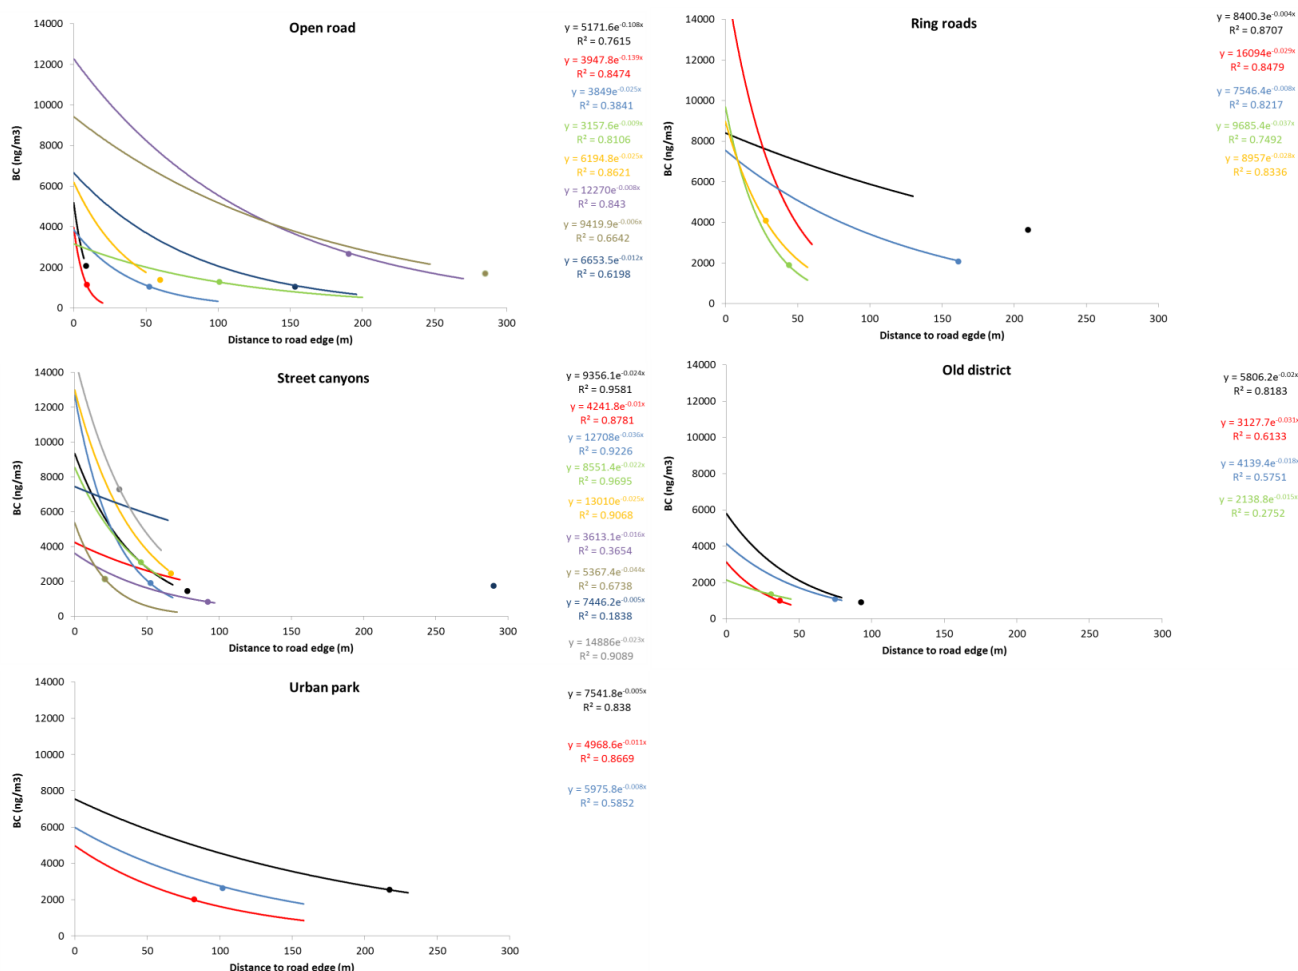 Open road
BC (ng/m3)
14000
12000
10000
8000
6000
4000
2000
0
0 50 100 150 200 250 300
Distance to road edge (m)
y = 5171.6e-0.108x
R² = 0.7615
y = 3947.8e-0.139x
R² = 0.8474
y = 3849e-0.025x
R² = 0.3841
y = 3157.6e-0.009x
R² = 0.8106
y = 6194.8e-0.025x
R² = 0.8621
y = 12270e-0.008x
R² = 0.843
y = 9419.9e-0.006x
R² = 0.6642
y = 6653.5e-0.012x
R² = 0.6198
Ring roads
BC (ng/m3)
14000
12000
10000
8000
6000
4000
2000
0
0 50 100 150 200 250 300
Distance to road egde (m)
y = 8400.3e-0.004x
R² = 0.8707
y = 16094e-0.029x
R² = 0.8479
y = 7546.4e-0.008x
R² = 0.8217
y = 9685.4e-0.037x
R² = 0.7492
y = 8957e-0.028x
R² = 0.8336
Street canyons
BC (ng/m3)
14000
12000
10000
8000
6000
4000
2000
0
0 50 100 150 200 250 300
Distance to road edge (m)
y = 9356.1e-0.024x
R² = 0.9581
y = 4241.8e-0.01x
R² = 0.8781
y = 12708e-0.036x
R² = 0.9226
y = 8551.4e-0.022x
R² = 0.9695
y = 13010e-0.025x
R² = 0.9068
y = 3613.1e-0.016x
R² = 0.3654
y = 5367.4e-0.044x
R² = 0.6738
y = 7446.2e-0.005x
R² = 0.1838
y = 14886e-0.023x
R² = 0.9089
Old district
BC (ng/m3)
14000
12000
10000
8000
6000
4000
2000
0
0 50 100 150 200 250 300
Distance to road edge (m)
y = 5806.2e-0.02x
R² = 0.8183
y = 3127.7e-0.031x
R² = 0.6133
y = 4139.4e-0.018x
R² = 0.5751
y = 2138.8e-0.015x
R² = 0.2752
Urban park
BC (ng/m3)
14000
12000
10000
8000
6000
4000
2000
0
0 50 100 150 200 250 300
Distance to road edge (m)
y = 7541.8e-0.005x
R² = 0.838
y = 4968.6e-0.011x
R² = 0.8669
y = 5975.8e-0.008x
R² = 0.5852